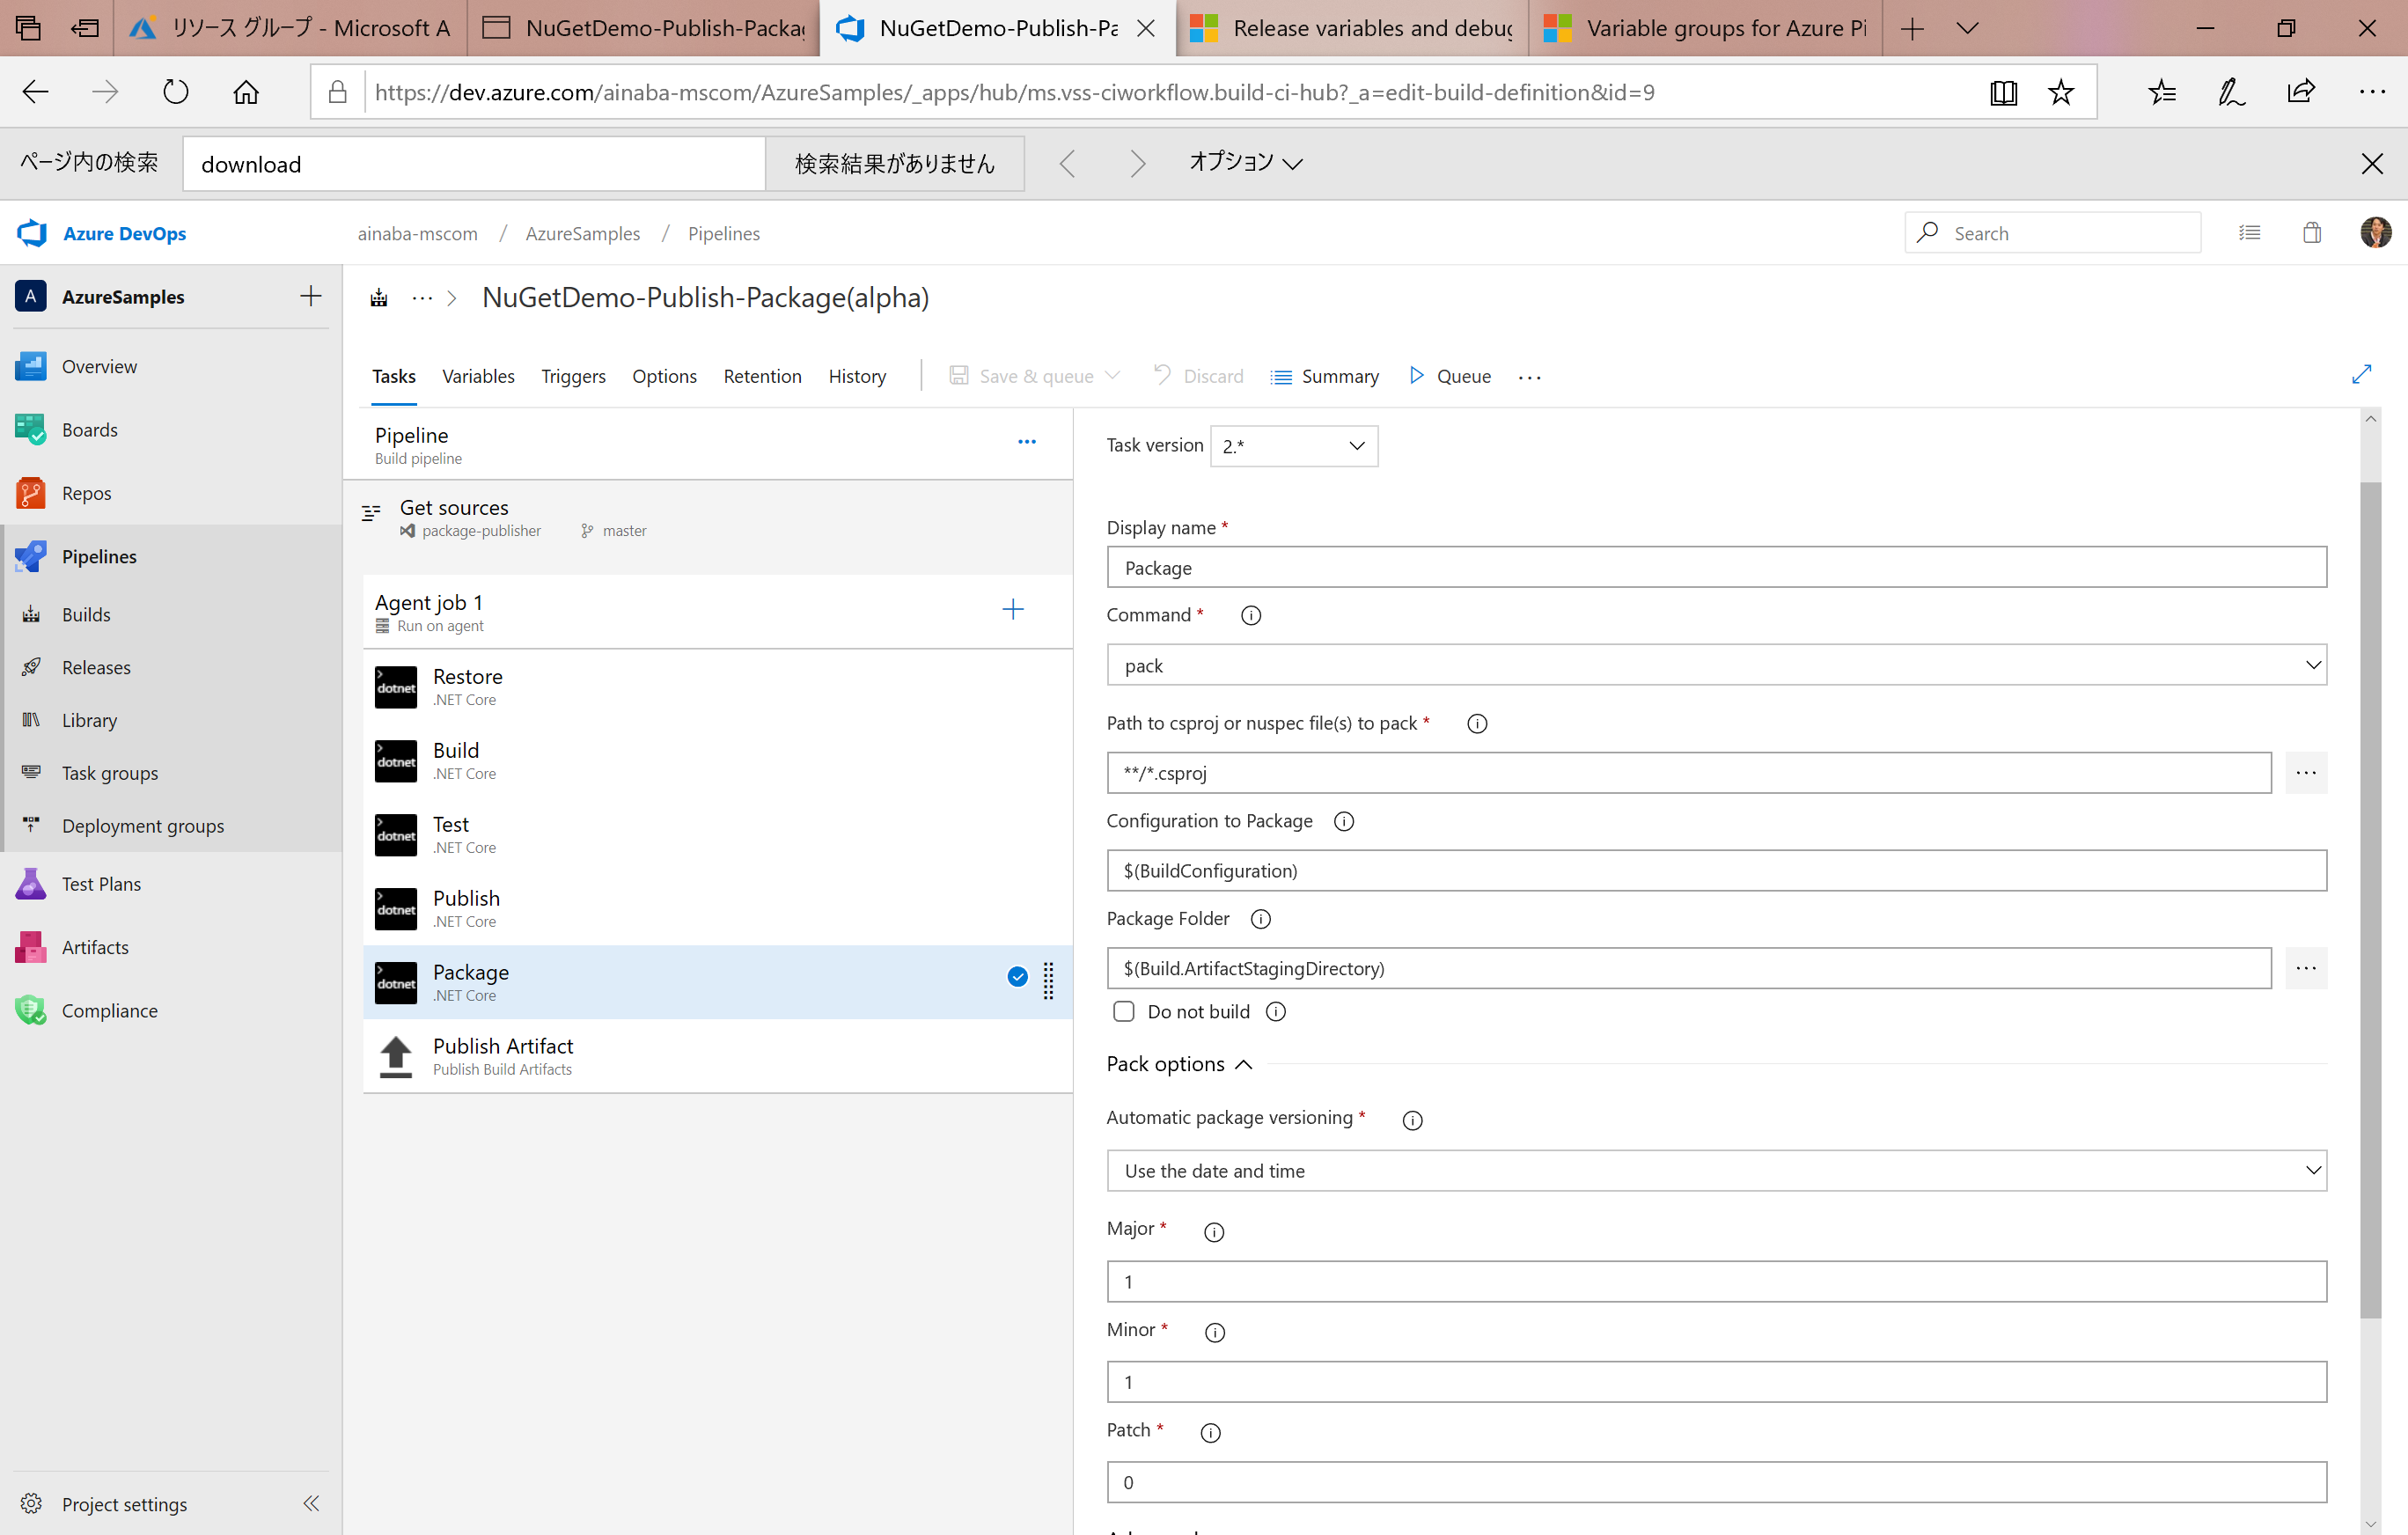 リソース グループ - Microsoft A
NuGetDemo-Publish-Packa
NuGetDemo-Publish-Pa
Release variables and debug
Variable groups for Azure Pi
https://dev.azure.com/ainaba-mscom/AzureSamples/_apps/hub/ms.vss-ciworkflow.build-ci-hub?_a=edit-build-definition&id=9
ページ内の検索
download
検索結果がありません
オプション
Azure DevOps
ainaba-mscom / AzureSamples / Pipelines
Search
A
AzureSamples
Overview
Boards
Repos
Pipelines
Builds
Releases
Library
Task groups
Deployment groups
Test Plans
Artifacts
Compliance
Project settings
... > NuGetDemo-Publish-Package(alpha)
Tasks
Variables
Triggers
Options
Retention
History
Save & queue
Discard
Summary
Queue
...
Pipeline
Build pipeline
Get sources
package-publisher
master
Agent job 1
Run on agent
dotnet
Restore
.NET Core
dotnet
Build
.NET Core
dotnet
Test
.NET Core
dotnet
Publish
.NET Core
dotnet
Package
.NET Core
Publish Artifact
Publish Build Artifacts
Task version
2.*
Display name *
Package
Command *
pack
Path to csproj or nuspec file(s) to pack *
**/*.csproj
...
Configuration to Package
$(BuildConfiguration)
Package Folder
$(Build.ArtifactStagingDirectory)
...
Do not build
Pack options
Automatic package versioning *
Use the date and time
Major *
1
Minor *
1
Patch *
0